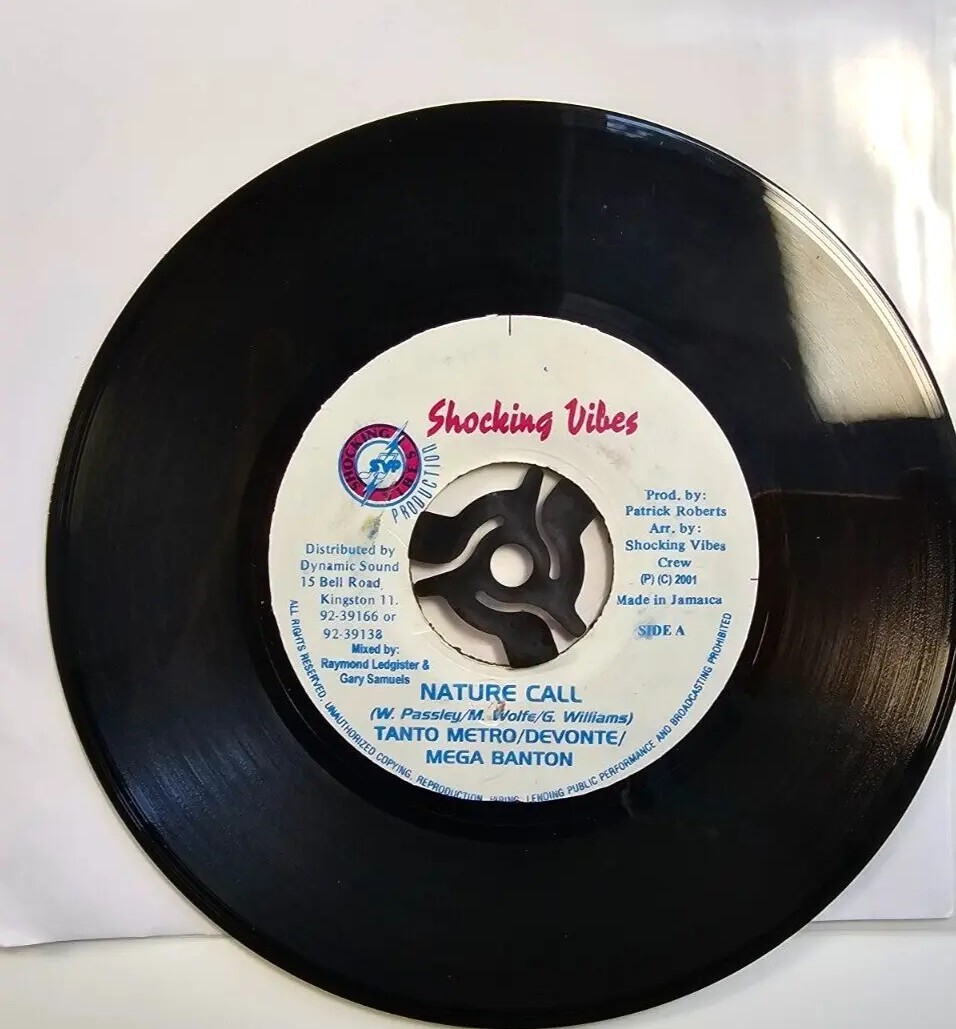 Shocking Vibes
SHOCKING VIBES
SVP
PRODUCTION
Distributed by
Dynamic Sound
15 Bell Road,
Kingston 11.
92-39166 or
92-39138
Mixed by:
Raymond Ledgister &
Gary Samuels
Prod. by:
Patrick Roberts
Arr. by:
Shocking Vibes
Crew
(P) (C) 2001
Made in Jamaica
SIDE A
NATURE CALL
(W. Passley/M. Wolfe/G. Williams)
TANTO METRO/DEVONTE/
MEGA BANTON
ALL RIGHTS RESERVED, UNAUTHORIZED COPYING, REPRODUCTION, HIRING, LENDING PUBLIC PERFORMANCE AND BROADCASTING PROHIBITED